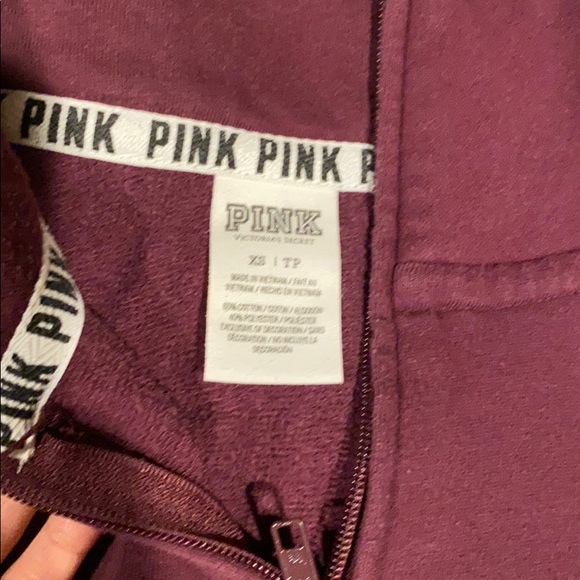 PINK PINK PINK P
PINK
VICTORIA'S SECRET
XS | TP
MADE IN VIETNAM / FAIT AU
VIETNAM / HECHO EN VIETNAM
60% COTTON / COTON / ALGODÓN
40% POLYESTER / POLIÉSTER
EXCLUSIVE OF DECORATION / SANS
DÉCORATION / NO INCLUYE LA
DECORACIÓN
PINK PINK